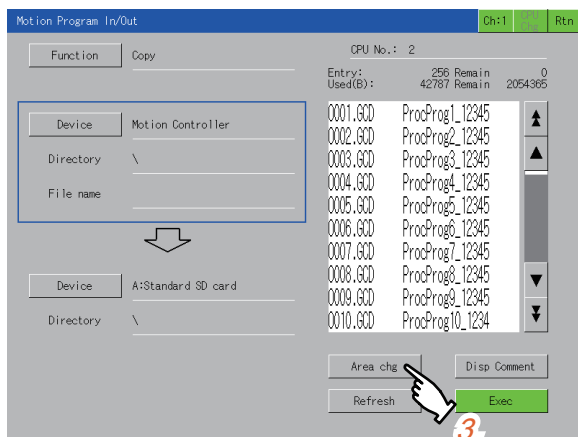 Motion Program In/Out
Ch:1
CPU Chg
Rtn
Function Copy
CPU No.: 2
Entry: 256 Remain 0
Used(B): 42787 Remain 2054365
Device Motion Controller
Directory \
File name
Device A:Standard SD card
Directory \
0001.GCD ProcProg1_12345
0002.GCD ProcProg2_12345
0003.GCD ProcProg3_12345
0004.GCD ProcProg4_12345
0005.GCD ProcProg5_12345
0006.GCD ProcProg6_12345
0007.GCD ProcProg7_12345
0008.GCD ProcProg8_12345
0009.GCD ProcProg9_12345
0010.GCD ProcProg10_1234
Area chg
Disp Comment
Refresh
Exec
3